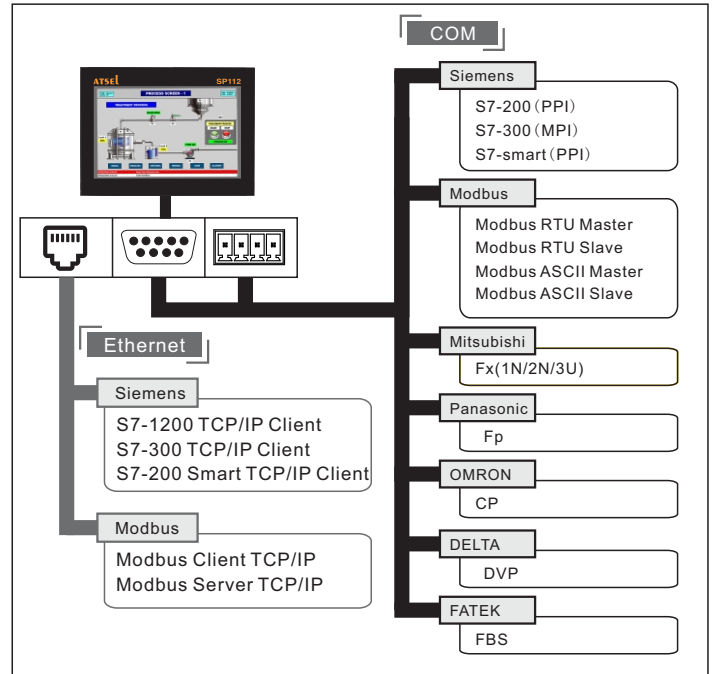 COM
ATSEL
SP112
PROCESS SCREEN - 1
Siemens
S7-200（PPI）
S7-300（MPI）
S7-smart（PPI）
Modbus
Modbus RTU Master
Modbus RTU Slave
Modbus ASCII Master
Modbus ASCII Slave
Mitsubishi
Fx(1N/2N/3U)
Panasonic
Fp
OMRON
CP
DELTA
DVP
FATEK
FBS
Ethernet
Siemens
S7-1200 TCP/IP Client
S7-300 TCP/IP Client
S7-200 Smart TCP/IP Client
Modbus
Modbus Client TCP/IP
Modbus Server TCP/IP